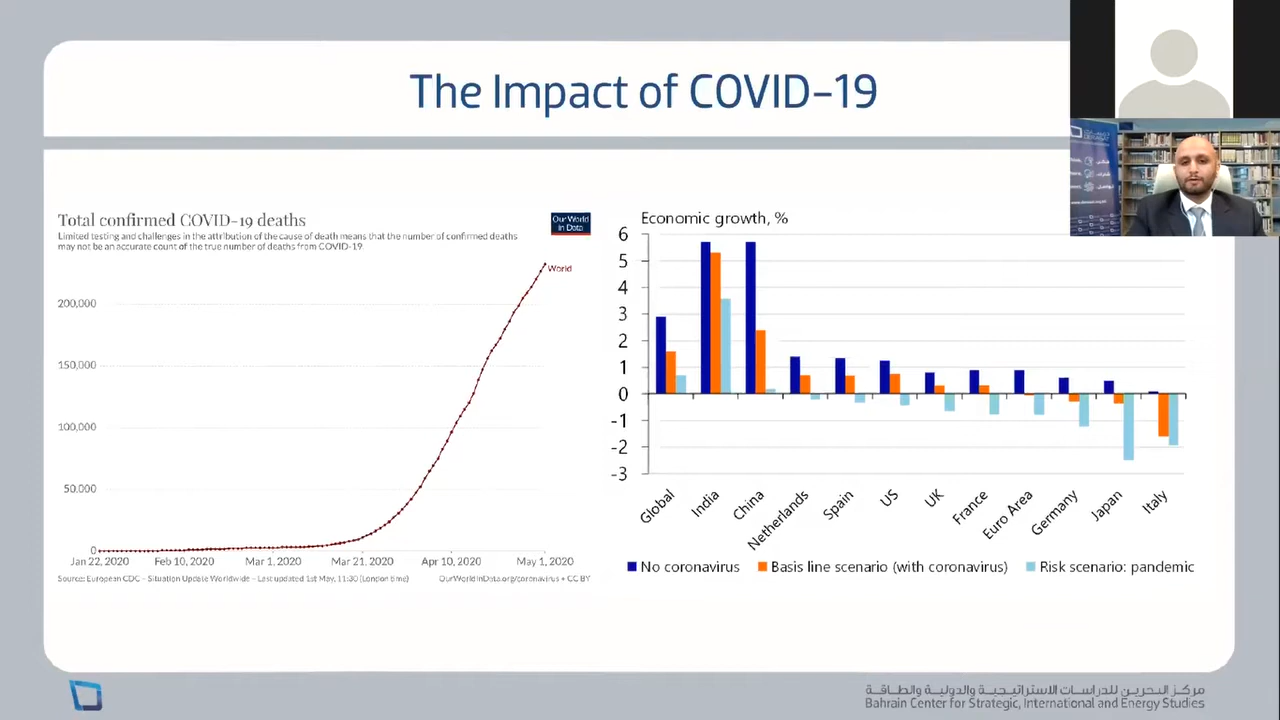 The Impact of COVID-19
Total confirmed COVID-19 deaths
Limited testing and challenges in the attribution of the cause of death means that the number of confirmed deaths
may not be an accurate count of the true number of deaths from COVID-19.
Our World
in Data
World
200,000
150,000
100,000
50,000
0
Jan 22, 2020
Feb 10, 2020
Mar 1, 2020
Mar 21, 2020
Apr 10, 2020
May 1, 2020
Source: European CDC – Situation Update Worldwide – Last updated 1st May, 11:30 (London time)
OurWorldInData.org/coronavirus • CC BY
Economic growth, %
6
5
4
3
2
1
0
-1
-2
-3
Global
India
China
Netherlands
Spain
US
UK
France
Euro Area
Germany
Japan
Italy
No coronavirus
Basis line scenario (with coronavirus)
Risk scenario: pandemic
مركز البحرين للدراسات الاستراتيجية والدولية والطاقة
Bahrain Center for Strategic, International and Energy Studies